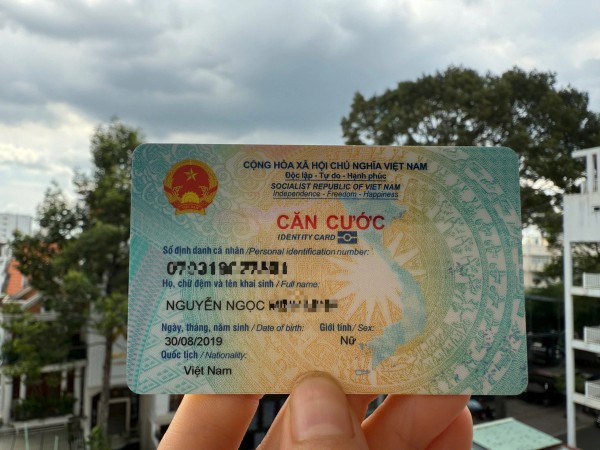 CỘNG HÒA XÃ HỘI CHỦ NGHĨA VIỆT NAM
Độc lập - Tự do - Hạnh phúc
SOCIALIST REPUBLIC OF VIET NAM
Independence - Freedom - Happiness
CĂN CƯỚC
IDENTITY CARD
Số định danh cá nhân / Personal identification number:
Họ, chữ đệm và tên khai sinh / Full name:
NGUYỄN NGỌC
Ngày, tháng, năm sinh / Date of birth: Giới tính / Sex:
30/08/2019 Nữ
Quốc tịch / Nationality:
Việt Nam